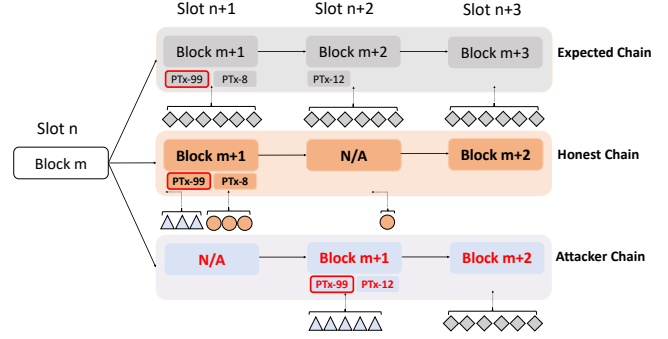 Slot n+1 Slot n+2 Slot n+3
Block m+1 Block m+2 Block m+3 Expected Chain
PTx-99 PTx-8 PTx-12
Slot n
Block m
Block m+1 N/A Block m+2 Honest Chain
PTx-99 PTx-8
N/A Block m+1 Block m+2 Attacker Chain
PTx-99 PTx-12